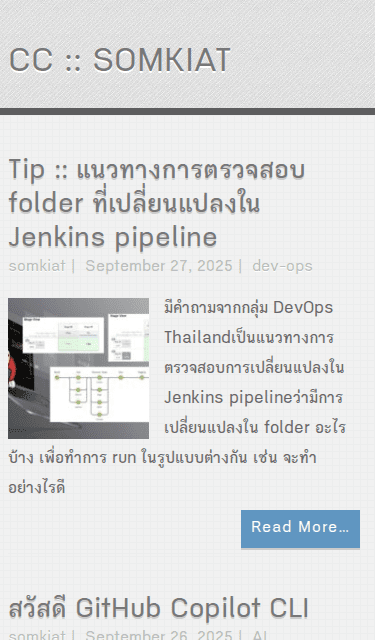 CC :: SOMKIAT
Tip :: แนวทางการตรวจสอบ
folder ที่เปลี่ยนแปลงใน
Jenkins pipeline
somkiat | September 27, 2025 | dev-ops
มีคำถามจากกลุ่ม DevOps
Thailandเป็นแนวทางการ
ตรวจสอบการเปลี่ยนแปลงใน
Jenkins pipelineว่ามีการ
เปลี่ยนแปลงใน folder อะไร
บ้าง เพื่อทำการ run ในรูปแบบต่างกัน เช่น จะทำ
อย่างไรดี
Read More...
สวัสดี GitHub Copilot CLI
somkiat | September 26, 2025 | AI